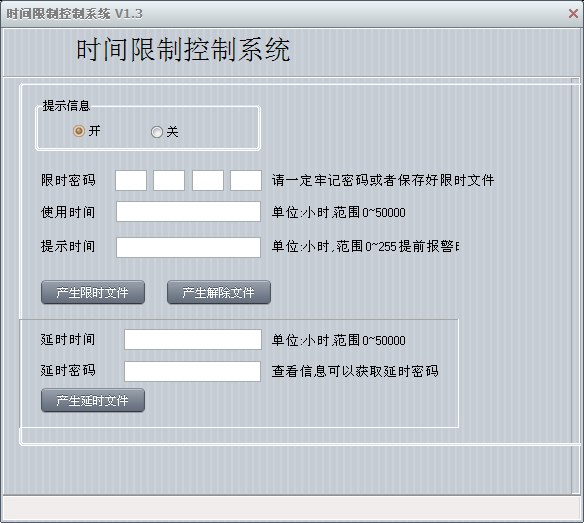 时间限制控制系统 V1.3
时间限制控制系统
提示信息
开 关
限时密码 请一定牢记密码或者保存好限时文件
使用时间 单位:小时,范围0~50000
提示时间 单位:小时,范围0~255提前报警
产生限时文件 产生解除文件
延时时间 单位:小时,范围0~50000
延时密码 查看信息可以获取延时密码
产生延时文件